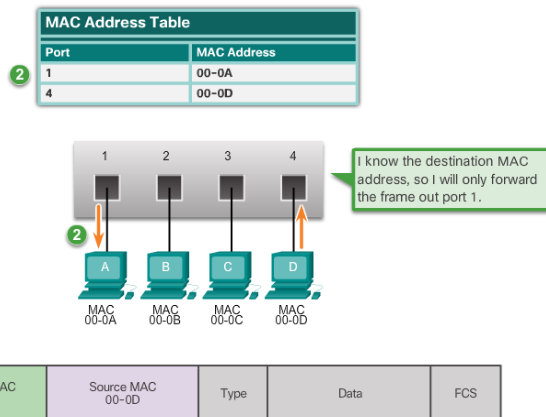 MAC Address Table
Port MAC Address
2
1 00-0A
4 00-0D
1 2 3 4
I know the destination MAC
address, so I will only forward
the frame out port 1.
2
A B C D
MAC MAC MAC MAC
00-0A 00-0B 00-0C 00-0D
AC Source MAC Type Data FCS
00-0D